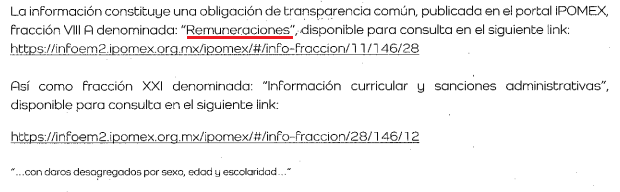 La información constituye una obligación de transparencia común, publicada en el portal IPOMEX,
fracción VIII A denominada: “Remuneraciones”, disponible para consulta en el siguiente link:
https://infoem2.ipomex.org.mx/ipomex/#/info-fraccion/11/146/28
Así como fracción XXI denominada: “Información curricular y sanciones administrativas”,
disponible para consulta en el siguiente link:
https://infoem2.ipomex.org.mx/ipomex/#/info-fraccion/28/146/12
“...con daros desagregados por sexo, edad y escolaridad...”